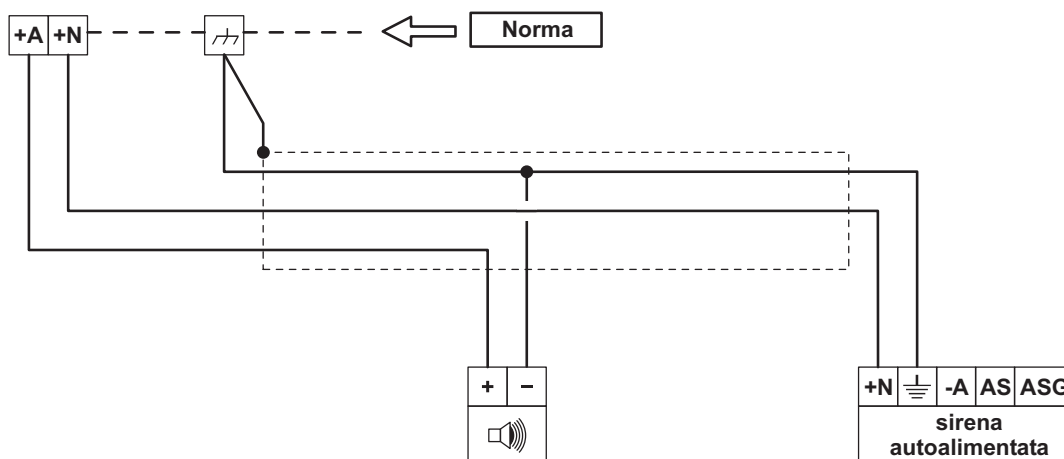 +A +N
Norma
+ −
+N -A AS ASG
sirena
autoalimentata